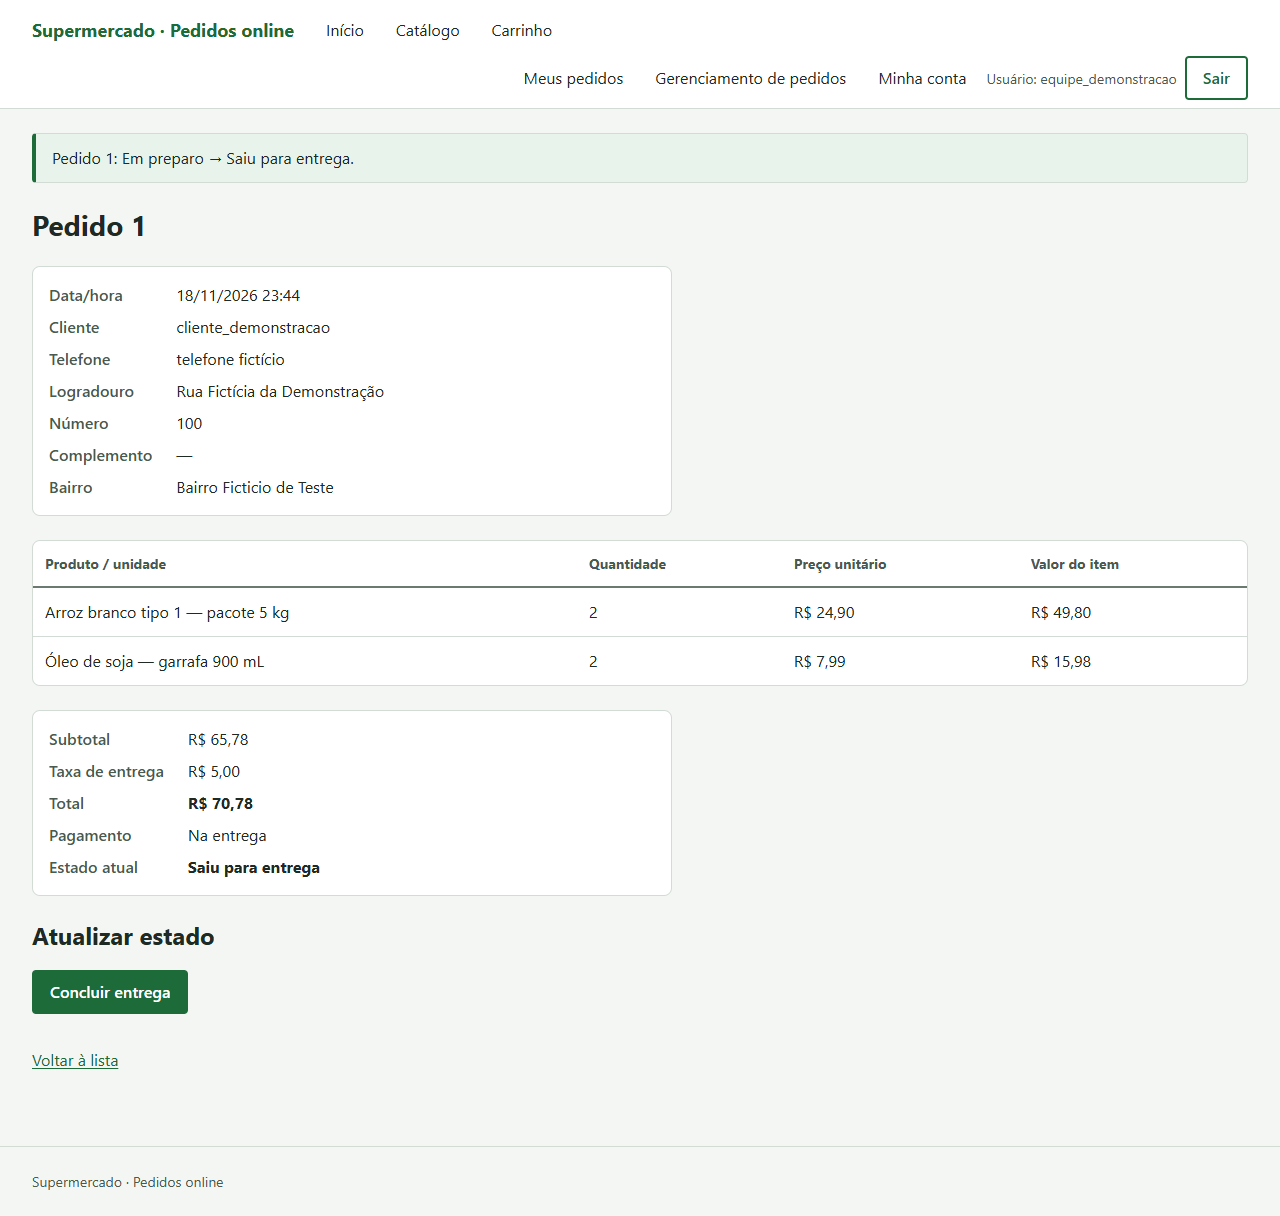 Supermercado · Pedidos online Início Catálogo Carrinho
Meus pedidos Gerenciamento de pedidos Minha conta Usuário: equipe_demonstracao Sair
Pedido 1: Em preparo → Saiu para entrega.
Pedido 1
Data/hora 18/11/2026 23:44
Cliente cliente_demonstracao
Telefone telefone fictício
Logradouro Rua Fictícia da Demonstração
Número 100
Complemento —
Bairro Bairro Ficticio de Teste
Produto / unidade Quantidade Preço unitário Valor do item
Arroz branco tipo 1 — pacote 5 kg 2 R$ 24,90 R$ 49,80
Óleo de soja — garrafa 900 mL 2 R$ 7,99 R$ 15,98
Subtotal R$ 65,78
Taxa de entrega R$ 5,00
Total R$ 70,78
Pagamento Na entrega
Estado atual Saiu para entrega
Atualizar estado
Concluir entrega
Voltar à lista
Supermercado · Pedidos online